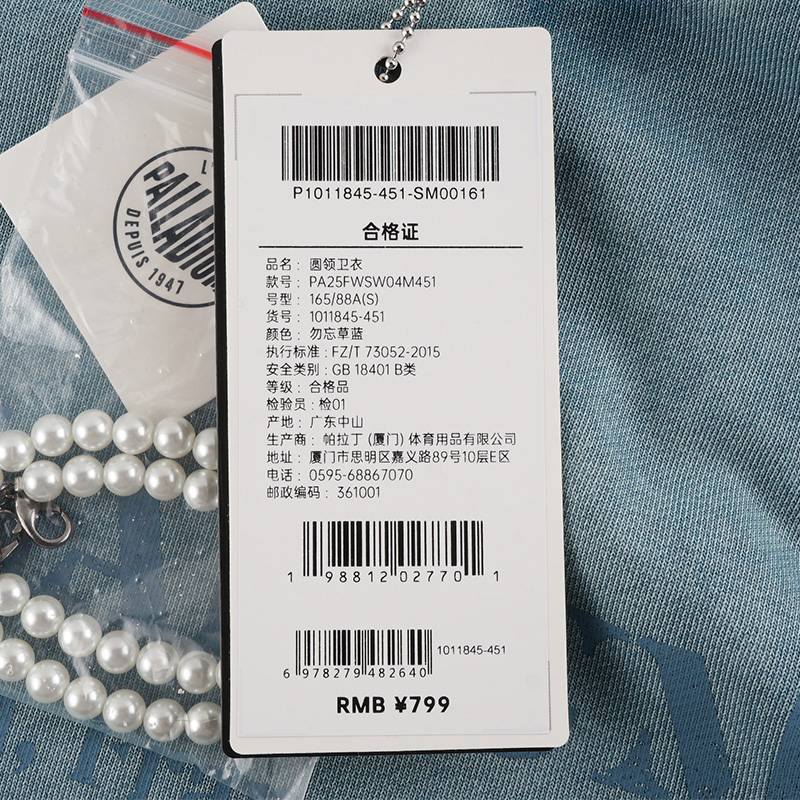 L'
PALLADIUM
DEPUIS 1947
P1011845-451-SM00161
合格证
品名: 圆领卫衣
款号: PA25FWSW04M451
号型: 165/88A(S)
货号: 1011845-451
颜色: 勿忘草蓝
执行标准: FZ/T 73052-2015
安全类别: GB 18401 B类
等级: 合格品
检验员: 检01
产地: 广东中山
生产商: 帕拉丁 (厦门) 体育用品有限公司
地址: 厦门市思明区嘉义路89号10层E区
电话: 0595-68867070
邮政编码: 361001
1 98812 02770 1
1011845-451
6 978279 482640
RMB ¥799